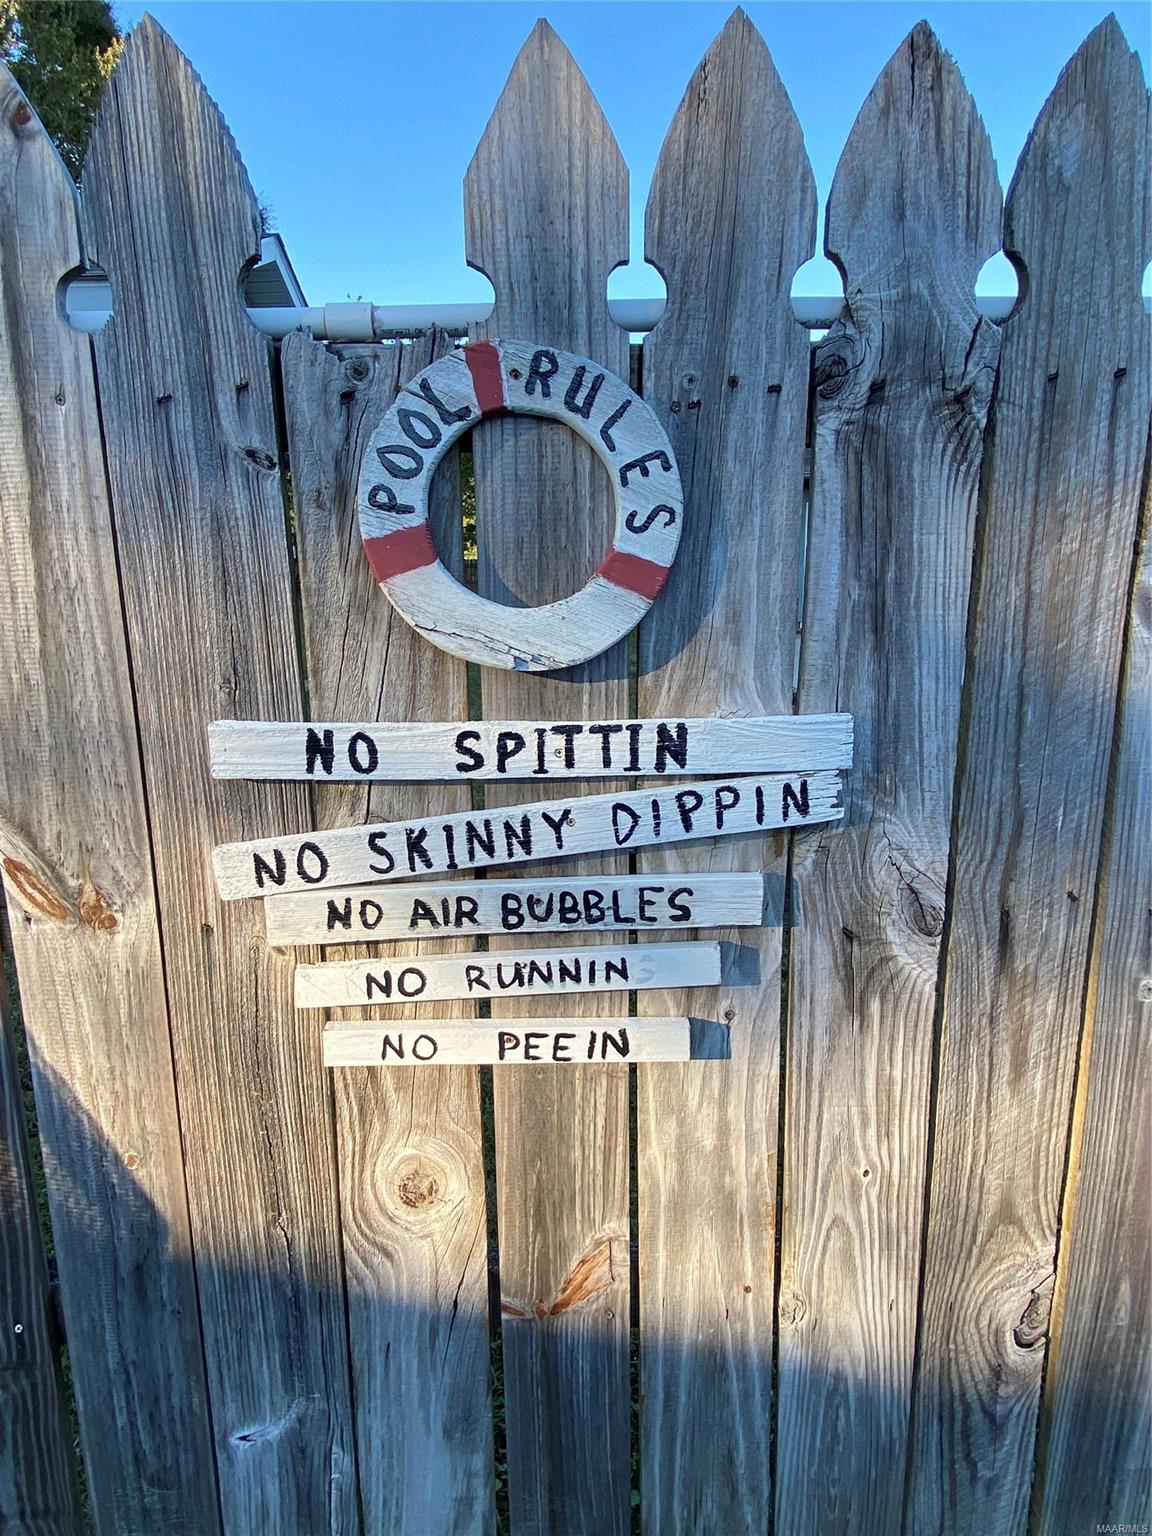 POOL RULES
NO SPITTIN
NO SKINNY DIPPIN
NO AIR BUBBLES
NO RUNNIN
NO PEEIN
MAAR/MLS